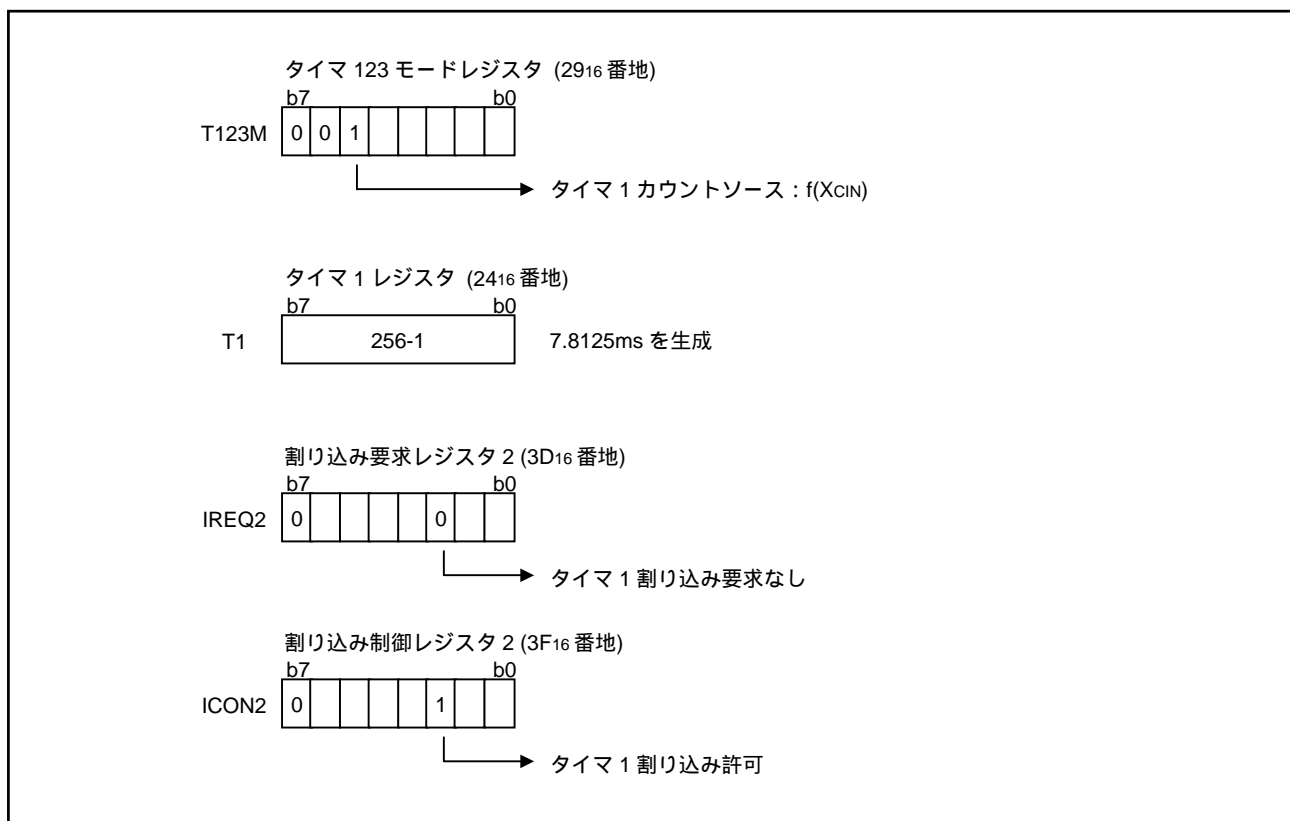 タイマ 123 モードレジスタ (2916 番地)
b7 b0
T123M 0 0 1
タイマ 1 カウントソース : f(XCIN)
タイマ 1 レジスタ (2416 番地)
b7 b0
T1 256-1 7.8125ms を生成
割り込み要求レジスタ 2 (3D16 番地)
b7 b0
IREQ2 0 0
タイマ 1 割り込み要求なし
割り込み制御レジスタ 2 (3F16 番地)
b7 b0
ICON2 0 1
タイマ 1 割り込み許可